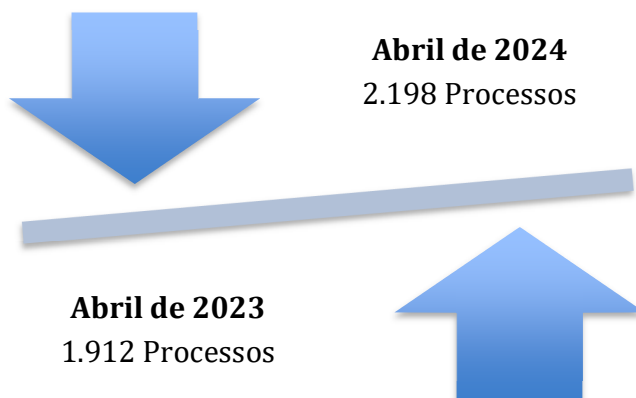 Abril de 2024
2.198 Processos
Abril de 2023
1.912 Processos